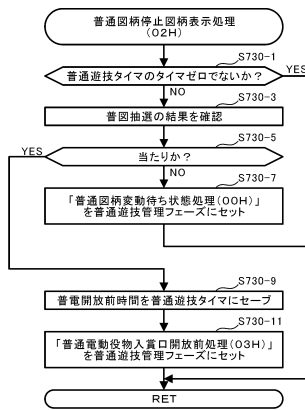 普通図柄停止図柄表示処理
(02H)
S730-1
普通遊技タイマのタイマゼロでないか？
YES
NO
S730-3
普図抽選の結果を確認
S730-5
YES
当たりか？
NO
S730-7
「普通図柄変動待ち状態処理(00H)」
を普通遊技管理フェーズにセット
S730-9
普電開放前時間を普通遊技タイマにセーブ
S730-11
「普通電動役物入賞口開放前処理(03H)」
を普通遊技管理フェーズにセット
RET